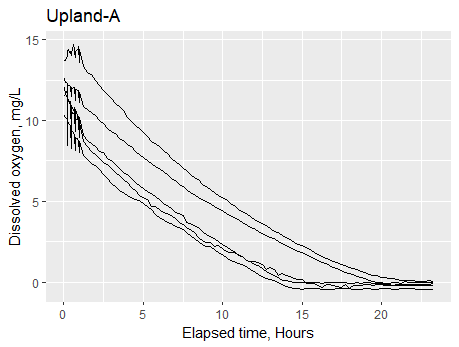 Upland-A
Dissolved oxygen, mg/L
15
10
5
0
0 5 10 15 20
Elapsed time, Hours